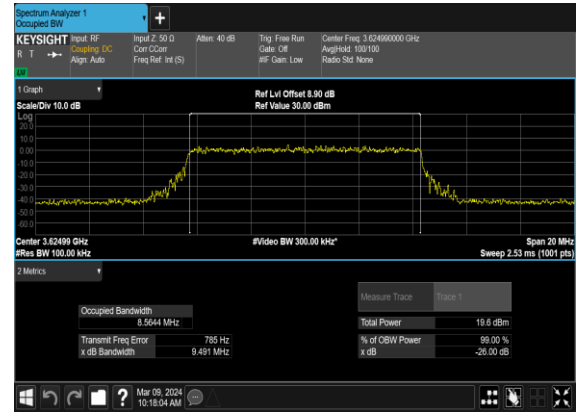 Spectrum Analyzer 1
Occupied BW
+
KEYSIGHT Input: RF Input Z: 50 Ω Atten: 40 dB Trig: Free Run Center Freq: 3.624990000 GHz
R T Coupling: DC Corr CCorr Gate: Off Avg|Hold: 100/100
Align: Auto Freq Ref: Int (S) #IF Gain: Low Radio Std: None
LV
1 Graph
Ref Lvl Offset 8.90 dB
Scale/Div 10.0 dB Ref Value 30.00 dBm
Log
20.0
10.0
0.00
-10.0
-20.0
-30.0
-40.0
-50.0
-60.0
Center 3.62499 GHz #Video BW 300.00 kHz* Span 20 MHz
#Res BW 100.00 kHz Sweep 2.53 ms (1001 pts)
2 Metrics
Measure Trace Trace 1
Occupied Bandwidth
8.5644 MHz Total Power 19.6 dBm
Transmit Freq Error 785 Hz % of OBW Power 99.00 %
x dB Bandwidth 9.491 MHz x dB -26.00 dB
? Mar 09, 2024
10:18:04 AM